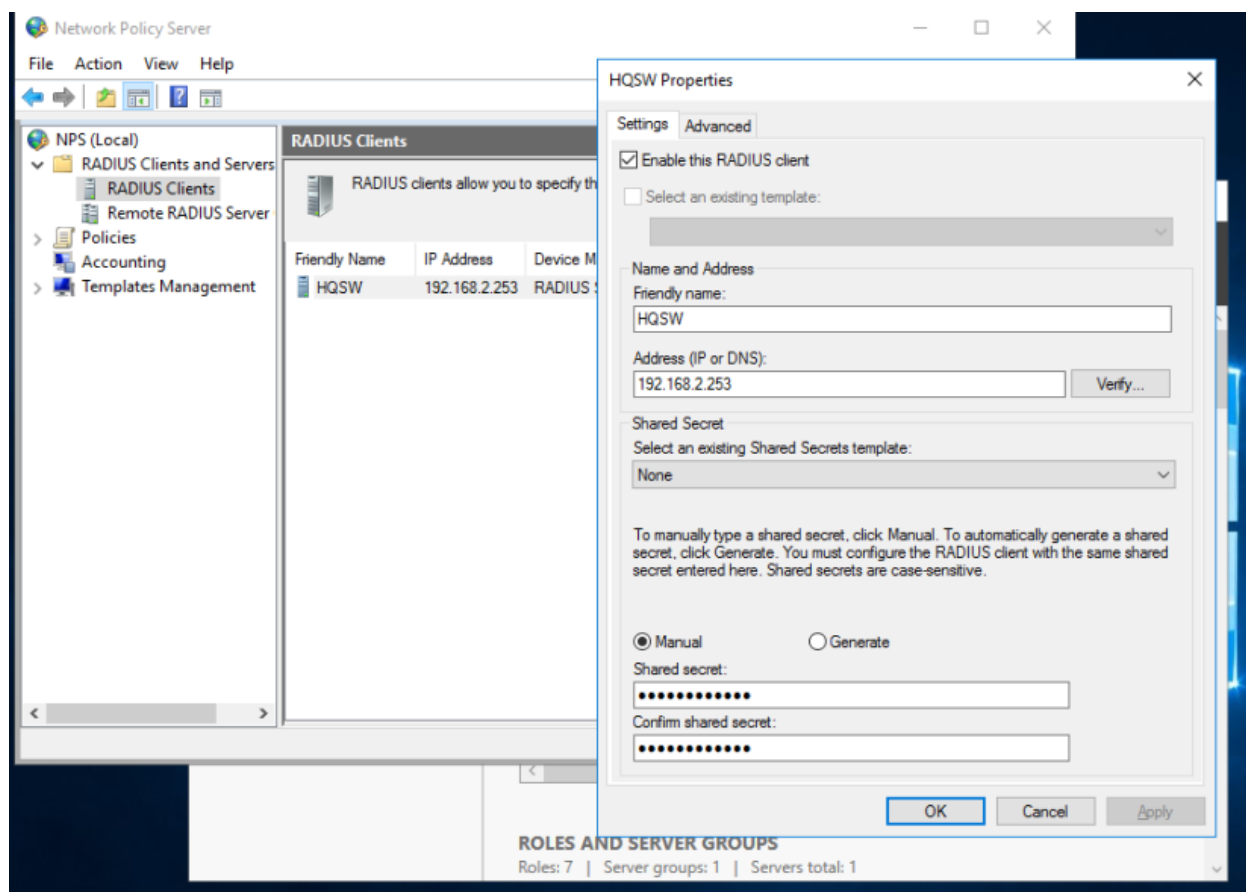 Network Policy Server
File Action View Help
NPS (Local)
RADIUS Clients and Servers
RADIUS Clients
Remote RADIUS Server
Policies
Accounting
Templates Management
RADIUS Clients
RADIUS clients allow you to specify th
Friendly Name IP Address Device M
HQSW 192.168.2.253 RADIUS S
HQSW Properties
Settings Advanced
Enable this RADIUS client
Select an existing template:
Name and Address
Friendly name:
HQSW
Address (IP or DNS):
192.168.2.253 Verify...
Shared Secret
Select an existing Shared Secrets template:
None
To manually type a shared secret, click Manual. To automatically generate a shared
secret, click Generate. You must configure the RADIUS client with the same shared
secret entered here. Shared secrets are case-sensitive.
Manual Generate
Shared secret:
••••••••••••
Confirm shared secret:
••••••••••••
OK Cancel Apply
ROLES AND SERVER GROUPS
Roles: 7 | Server groups: 1 | Servers total: 1